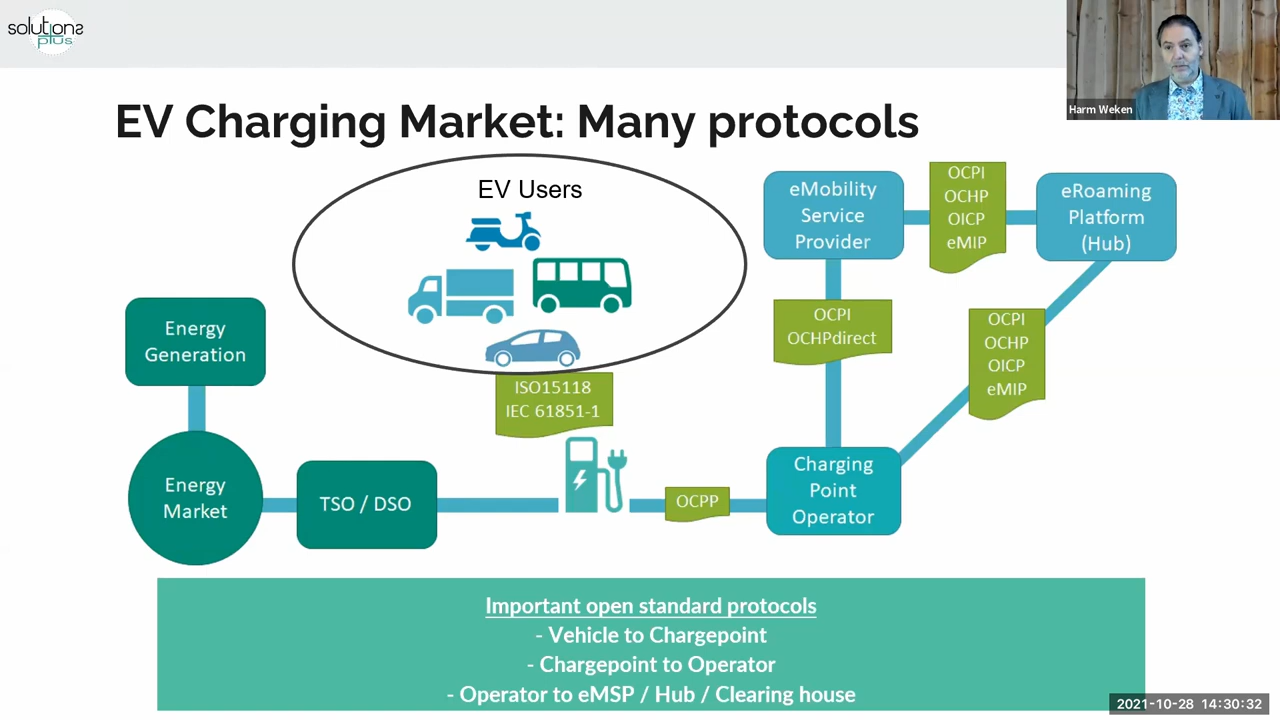 solutions
plus
Harm Weken
EV Charging Market: Many protocols
EV Users
eMobility
Service
Provider
OCPI
OCHP
OICP
eMIP
eRoaming
Platform
(Hub)
Energy
Generation
OCPI
OCHPdirect
OCPI
OCHP
OICP
eMIP
ISO15118
IEC 61851-1
Energy
Market
TSO / DSO
OCPP
Charging
Point
Operator
Important open standard protocols
- Vehicle to Chargepoint
- Chargepoint to Operator
- Operator to eMSP / Hub / Clearing house
2021-10-28 14:30:32